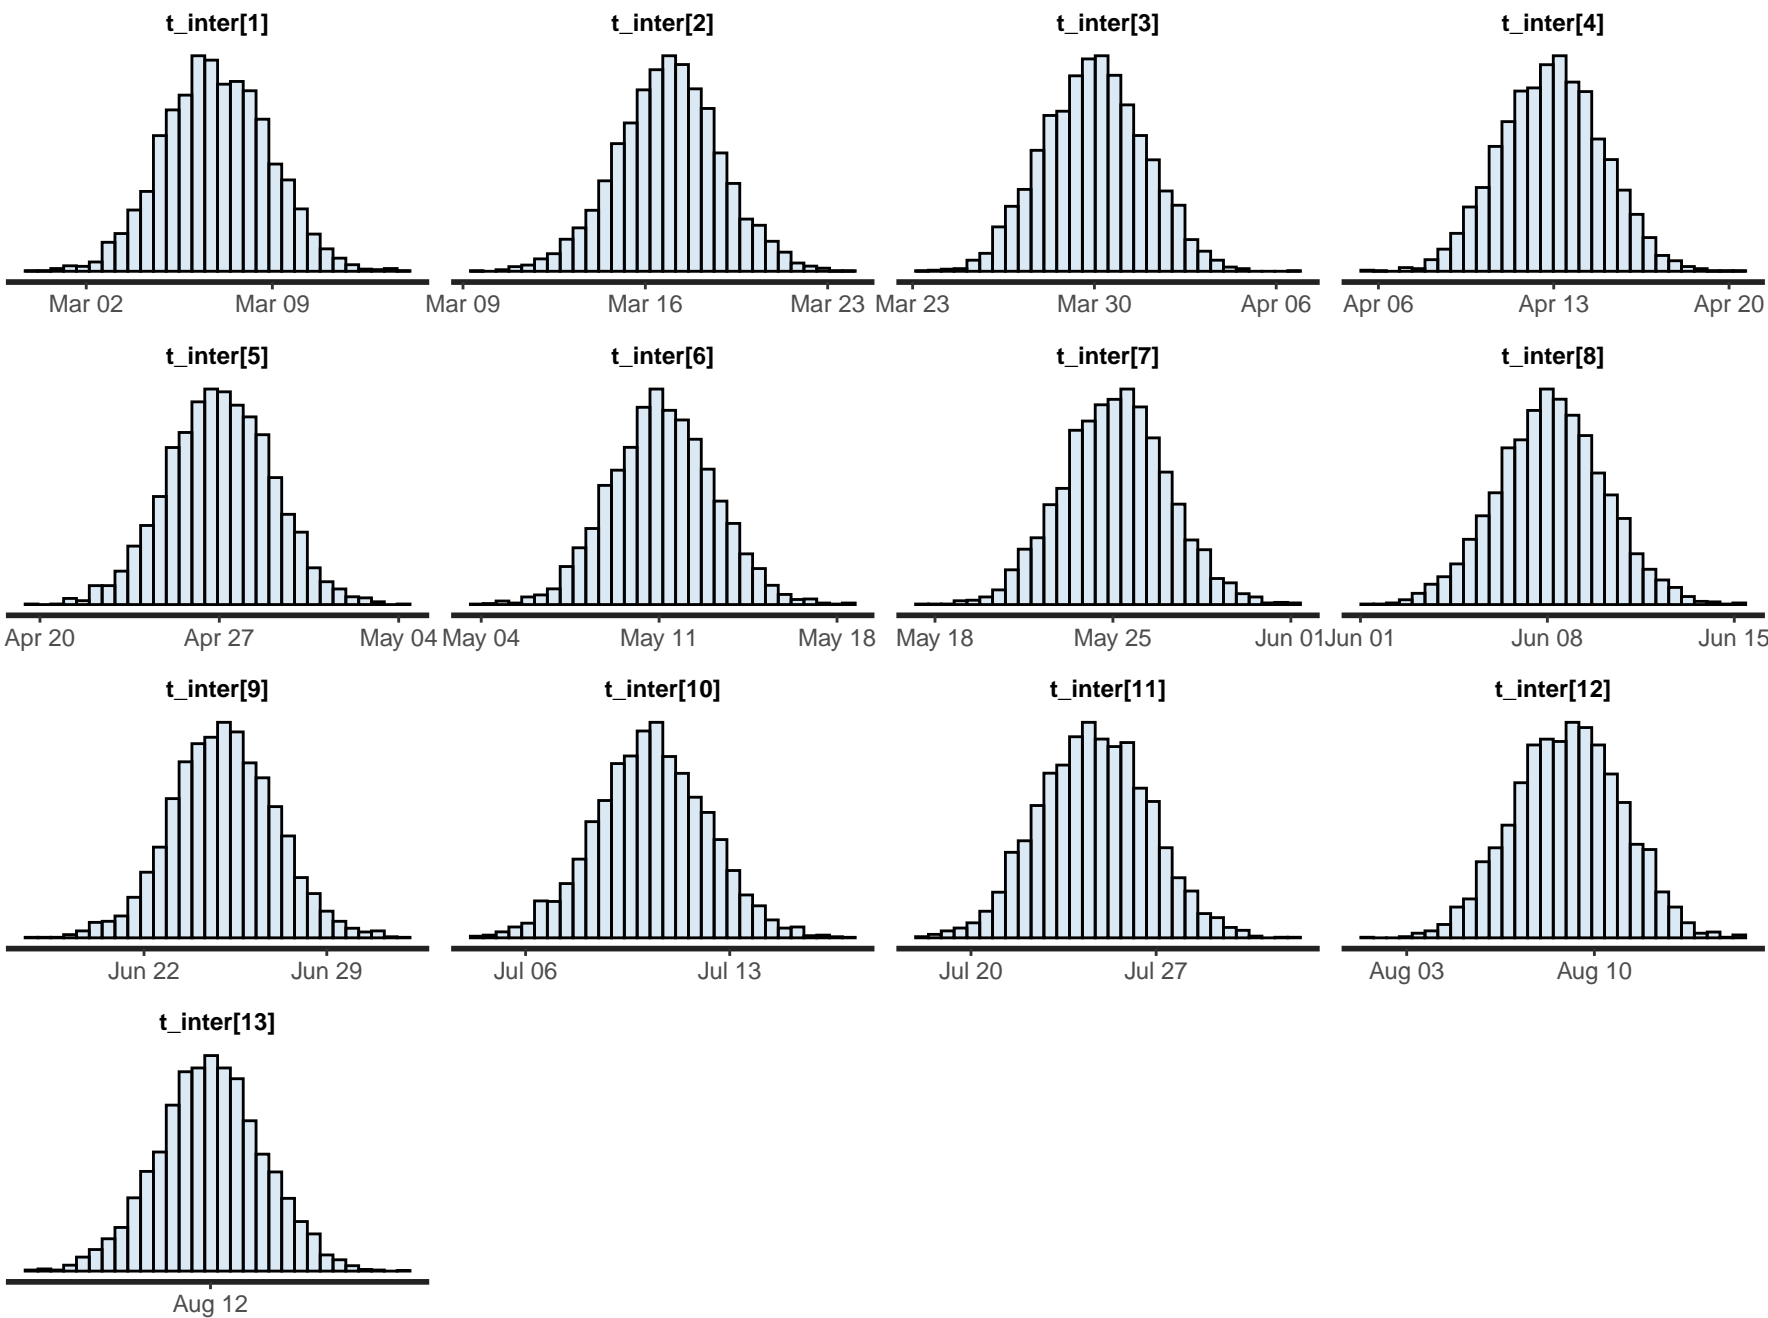 t_inter[1] t_inter[2] t_inter[3] t_inter[4]
Mar 02 Mar 09 Mar 09 Mar 16 Mar 23 Mar 23 Mar 30 Apr 06 Apr 06 Apr 13 Apr 20
t_inter[5] t_inter[6] t_inter[7] t_inter[8]
Apr 20 Apr 27 May 04 May 04 May 11 May 18 May 18 May 25 Jun 01 Jun 01 Jun 08 Jun 15
t_inter[9] t_inter[10] t_inter[11] t_inter[12]
Jun 22 Jun 29 Jul 06 Jul 13 Jul 20 Jul 27 Aug 03 Aug 10
t_inter[13]
Aug 12